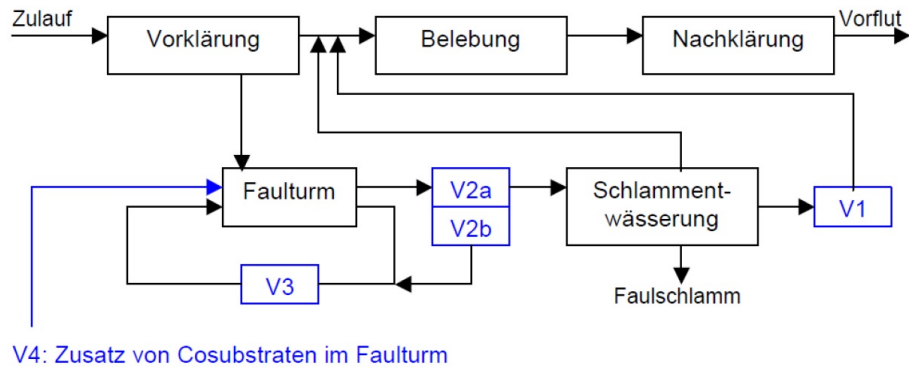 Zulauf
Vorklärung
Belebung
Nachklärung
Vorflut
Faulturm
V2a
V2b
Schlamment-
wässerung
V1
V3
Faulschlamm
V4: Zusatz von Cosubstraten im Faulturm